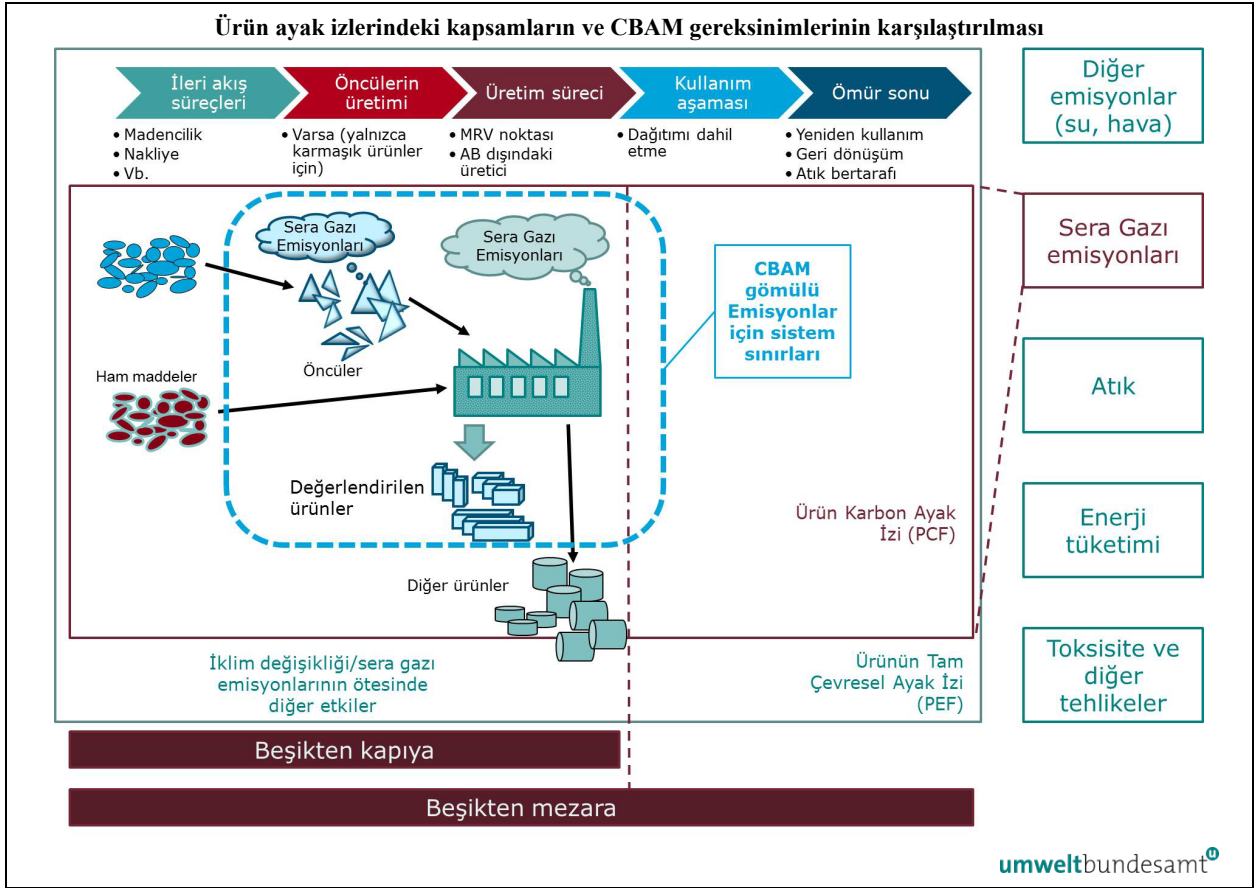 Ürün ayak izlerindeki kapsamların ve CBAM gereksinimlerinin karşılaştırılması
İleri akış
süreçleri
Öncülerin
üretimi
Üretim süreci
Kullanım
aşaması
Ömür sonu
• Madencilik
• Nakliye
• Vb.
• Varsa (yalnızca
karmaşık ürünler
için)
• MRV noktası
• AB dışındaki
üretici
• Dağıtımı dahil
etme
• Yeniden kullanım
• Geri dönüşüm
• Atık bertarafı
Sera Gazı
Emisyonları
Sera Gazı
Emisyonları
Öncüler
Ham maddeler
Değerlendirilen
ürünler
Diğer ürünler
CBAM
gömülü
Emisyonlar
için sistem
sınırları
Ürün Karbon Ayak
İzi (PCF)
İklim değişikliği/sera gazı
emisyonlarının ötesinde
diğer etkiler
Ürünün Tam
Çevresel Ayak İzi
(PEF)
Beşikten kapıya
Beşikten mezara
Diğer
emisyonlar
(su, hava)
Sera Gazı
emisyonları
Atık
Enerji
tüketimi
Toksisite ve
diğer
tehlikeler
umweltbundesamt
u